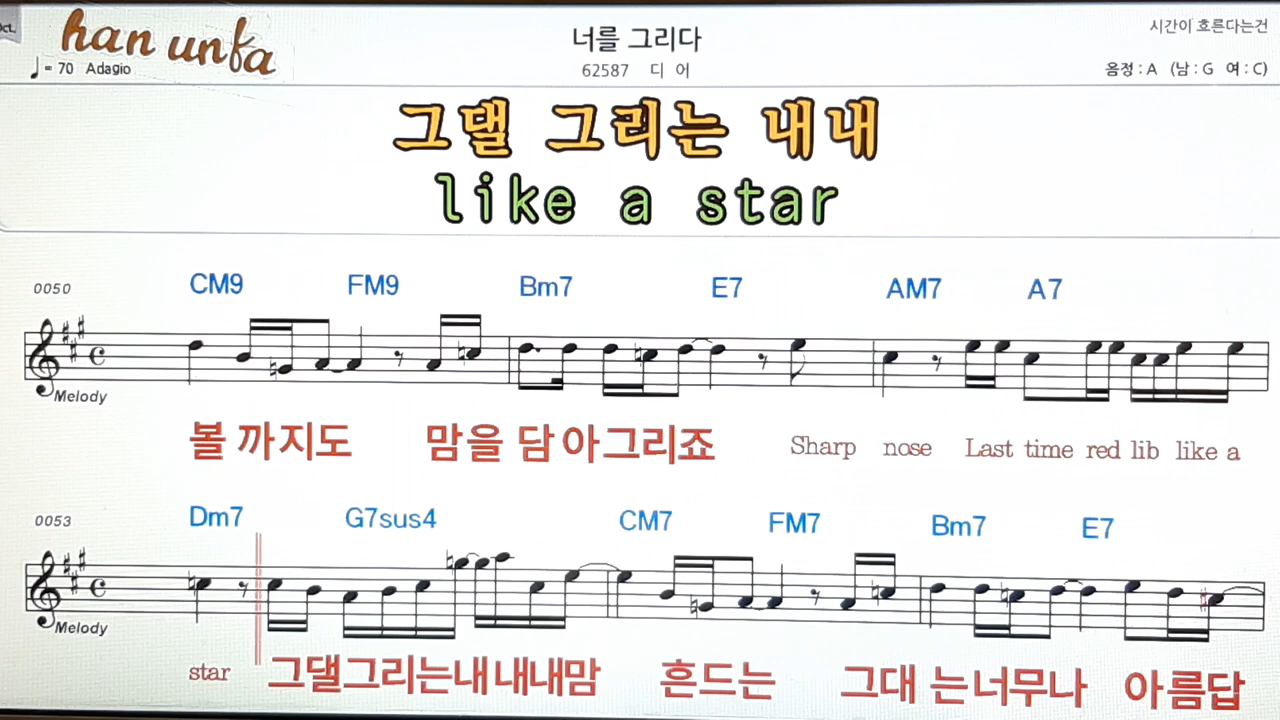 han unfa
너를 그리다
시간이 흐른다는건
♩= 70 Adagio
62587 디 어
음정 : A (남 : G 여 : C)
그댈 그리는 내내
like a star
0050 CM9 FM9 Bm7 E7 AM7 A7
Melody
볼 까지도 맘을 담아그리죠 Sharp nose Last time red lib like a
0053 Dm7 G7sus4 CM7 FM7 Bm7 E7
Melody
star 그댈그리는내내내맘 흔드는 그대 는너무나 아름답